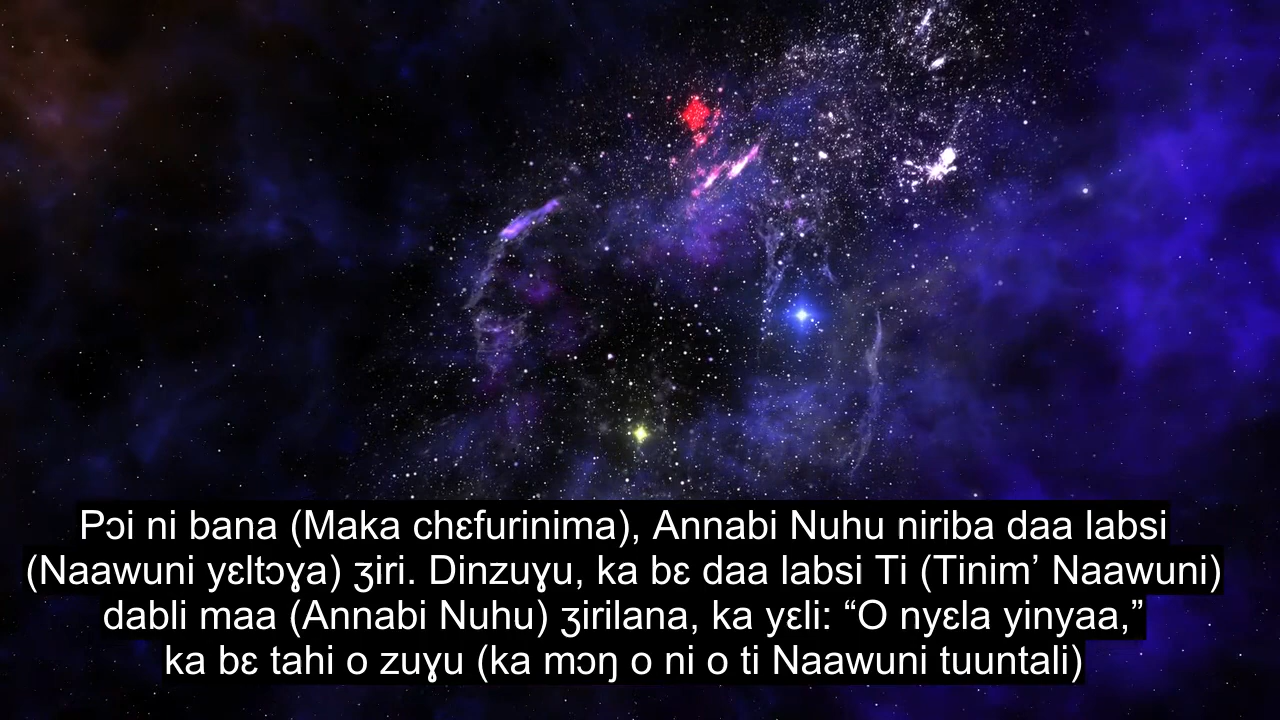 Pɔi ni bana (Maka chɛfurinima), Annabi Nuhu niriba daa labsi
(Naawuni yɛltɔɣa) ʒiri. Dinzuɣu, ka bɛ daa labsi Ti (Tinim’ Naawuni)
dabli maa (Annabi Nuhu) ʒirilana, ka yɛli: “O nyɛla yinyaa,”
ka bɛ tahi o zuɣu (ka mɔŋ o ni o ti Naawuni tuuntali)